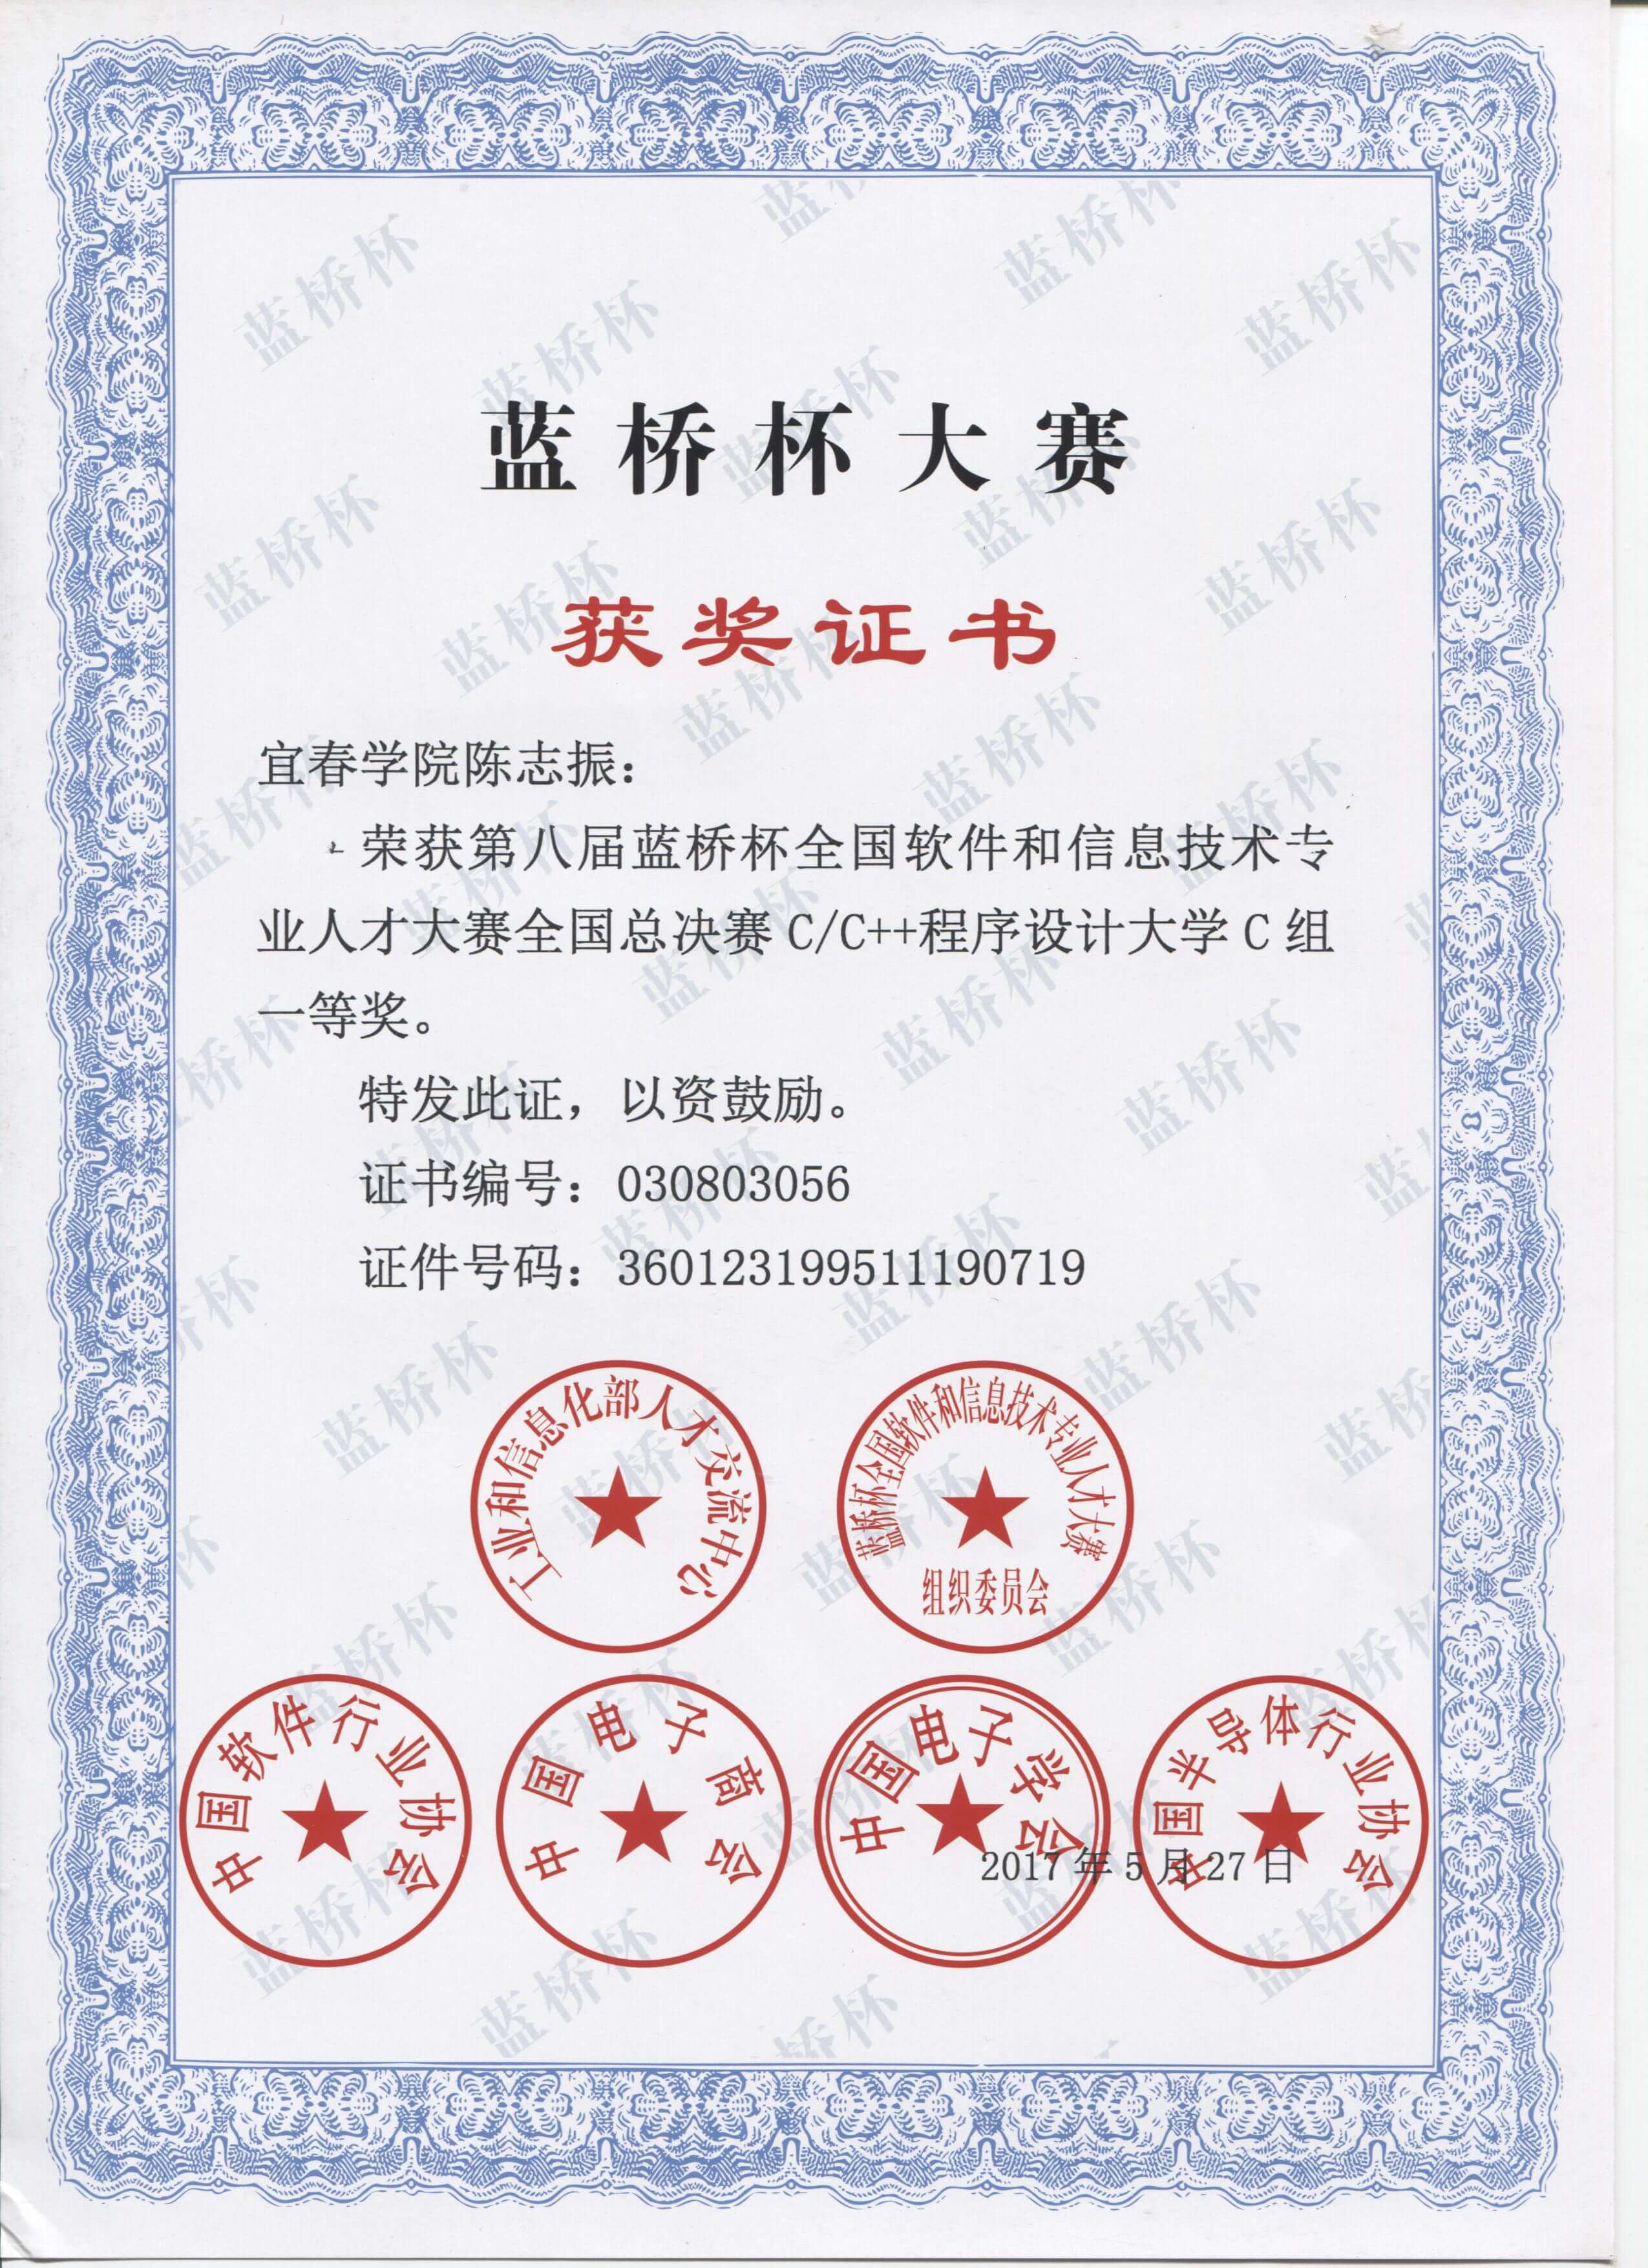 蓝桥杯大赛
获奖证书
宜春学院陈志振：
荣获第八届蓝桥杯全国软件和信息技术专
业人才大赛全国总决赛 C/C++程序设计大学 C 组
一等奖。
特发此证，以资鼓励。
证书编号：030803056
证件号码：360123199511190719
工业和信息化部人才交流中心
蓝桥杯全国软件和信息技术专业人才大赛
组织委员会
中国软件行业协会
中国电子商会
中国电子学会
中国半导体行业协会
2017 年 5 月 27 日